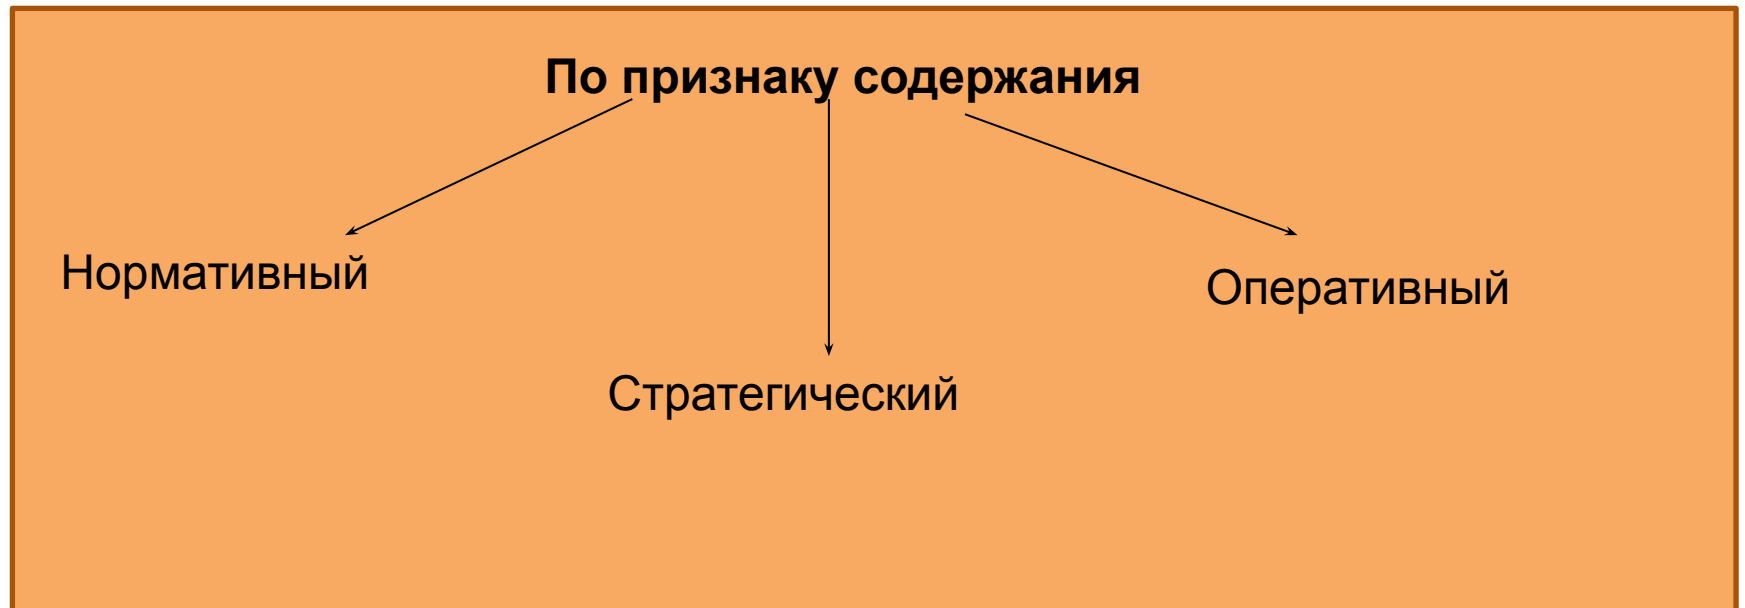 По признаку содержания
Нормативный
Оперативный
Стратегический